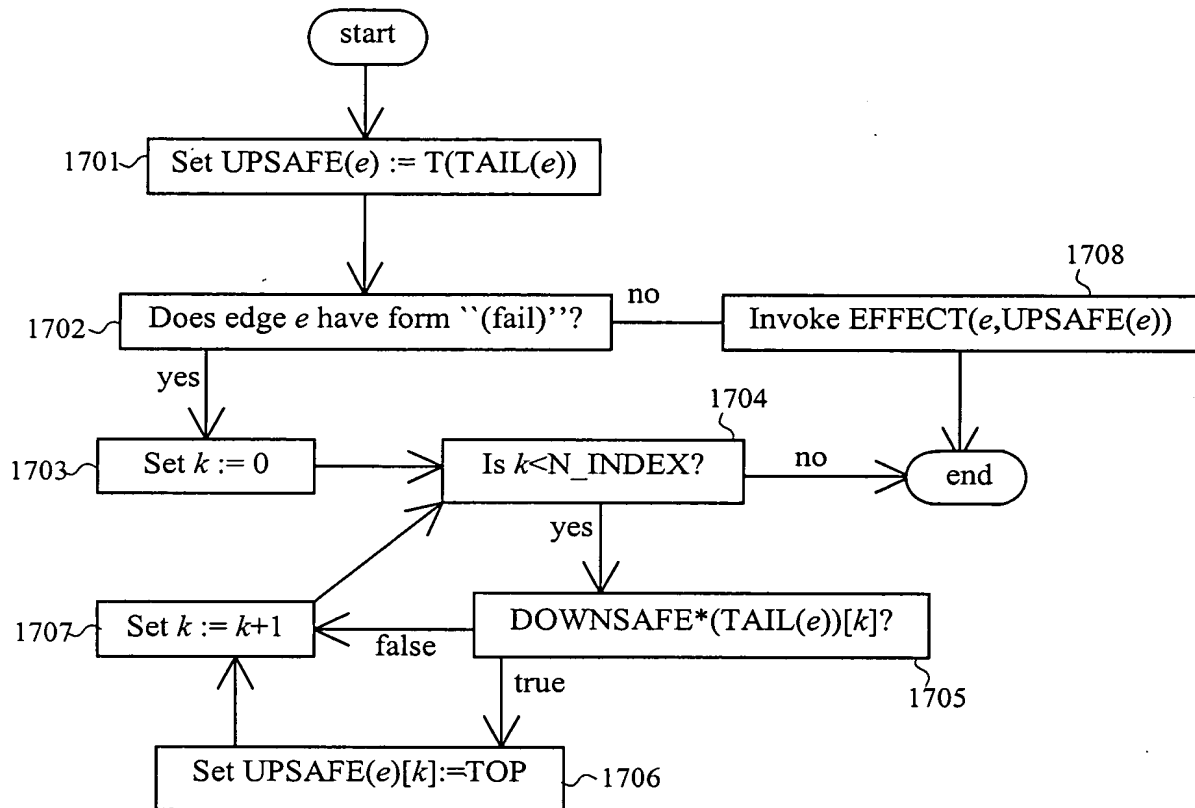 start
1701
Set UPSAFE(e) := T(TAIL(e))
1708
1702
Does edge e have form ``(fail)''?
no
Invoke EFFECT(e,UPSAFE(e))
yes
1704
1703
Set k := 0
Is k<N_INDEX?
no
end
yes
1707
Set k := k+1
false
DOWNSAFE*(TAIL(e))[k]?
true
1705
Set UPSAFE(e)[k]:=TOP
1706